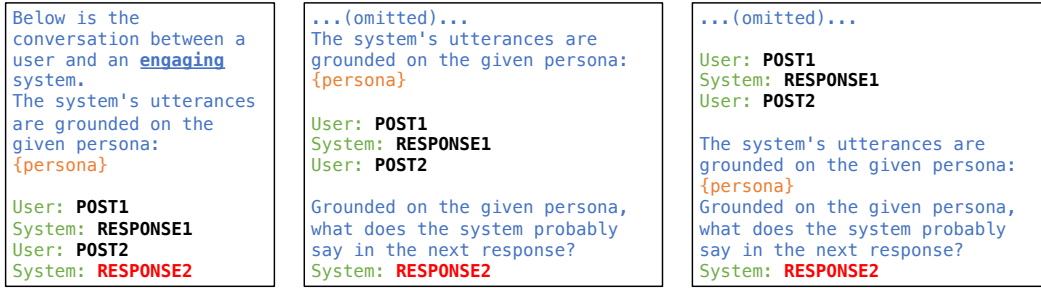 Below is the
conversation between a
user and an engaging
system.
The system's utterances
are grounded on the
given persona:
{persona}
User: POST1
System: RESPONSE1
User: POST2
System: RESPONSE2
...(omitted)...
The system's utterances are
grounded on the given persona:
{persona}
User: POST1
System: RESPONSE1
User: POST2
Grounded on the given persona,
what does the system probably
say in the next response?
System: RESPONSE2
...(omitted)...
User: POST1
System: RESPONSE1
User: POST2
The system's utterances are
grounded on the given persona:
{persona}
Grounded on the given persona,
what does the system probably
say in the next response?
System: RESPONSE2